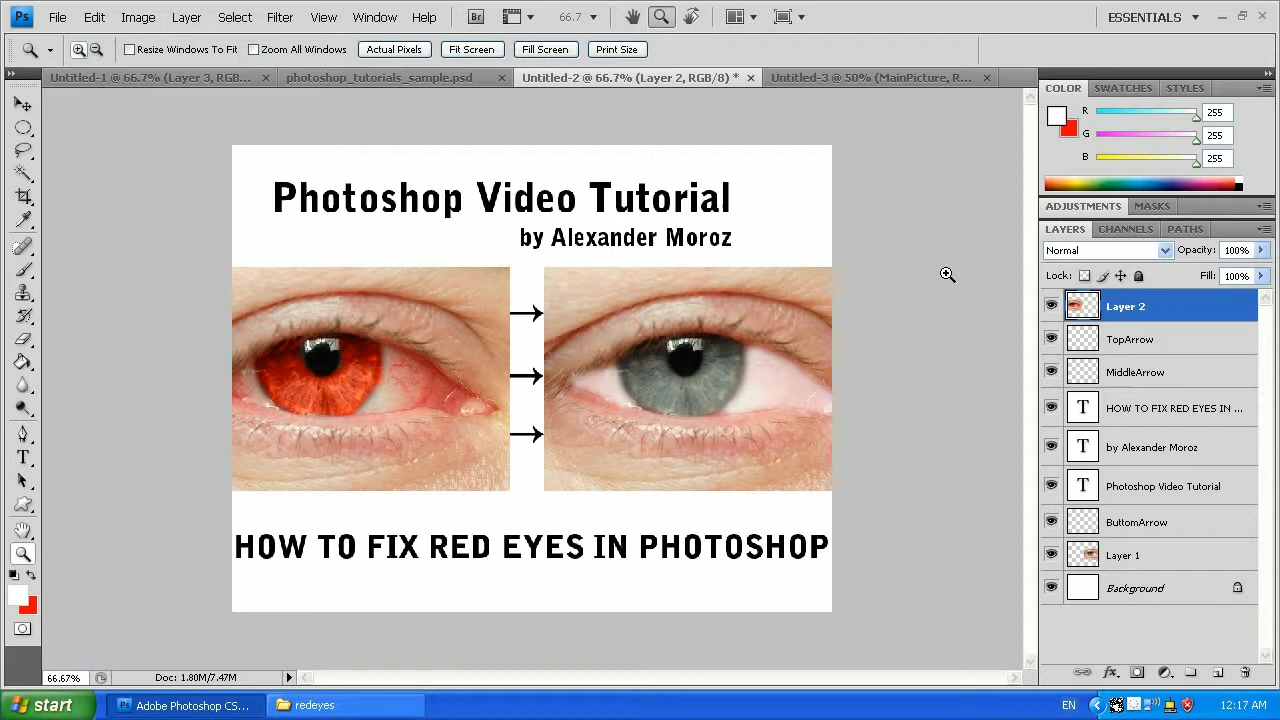 Ps File Edit Image Layer Select Filter View Window Help Br 66.7 ESSENTIALS
Resize Windows To Fit Zoom All Windows Actual Pixels Fit Screen Fill Screen Print Size
Untitled-1 @ 66.7% (Layer 3, RGB... photoshop_tutorials_sample.psd Untitled-2 @ 66.7% (Layer 2, RGB/8) * Untitled-3 @ 50% (MainPicture, R...
COLOR SWATCHES STYLES
R 255
G 255
B 255
ADJUSTMENTS MASKS
LAYERS CHANNELS PATHS
Normal Opacity: 100%
Lock: Fill: 100%
Layer 2
TopArrow
MiddleArrow
T HOW TO FIX RED EYES IN ...
T by Alexander Moroz
T Photoshop Video Tutorial
ButtomArrow
Layer 1
Background
fx
Photoshop Video Tutorial
by Alexander Moroz
HOW TO FIX RED EYES IN PHOTOSHOP
T
66.67% Doc: 1.80M/7.47M
start Ps Adobe Photoshop CS... redeyes EN 12:17 AM